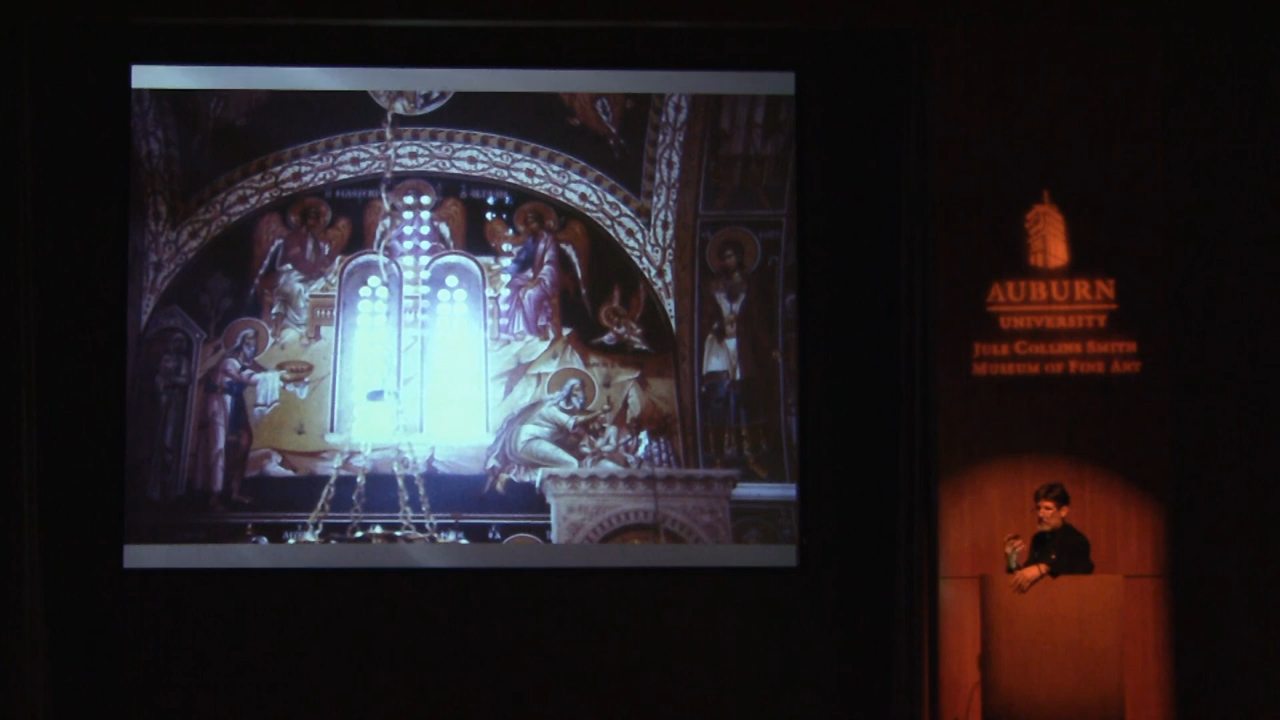 AUBURN
UNIVERSITY
JULE COLLINS SMITH
MUSEUM OF FINE ART